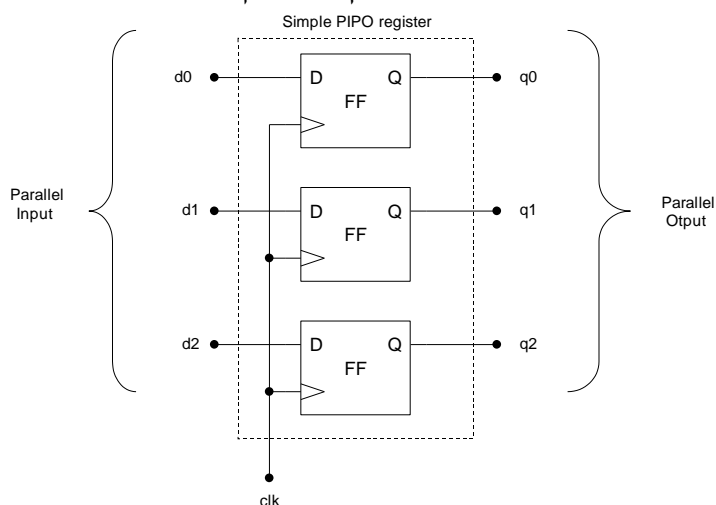 Simple PIPO register
d0
D
Q
FF
q0
Parallel
Input
d1
D
Q
FF
q1
Parallel
Otput
d2
D
Q
FF
q2
clk